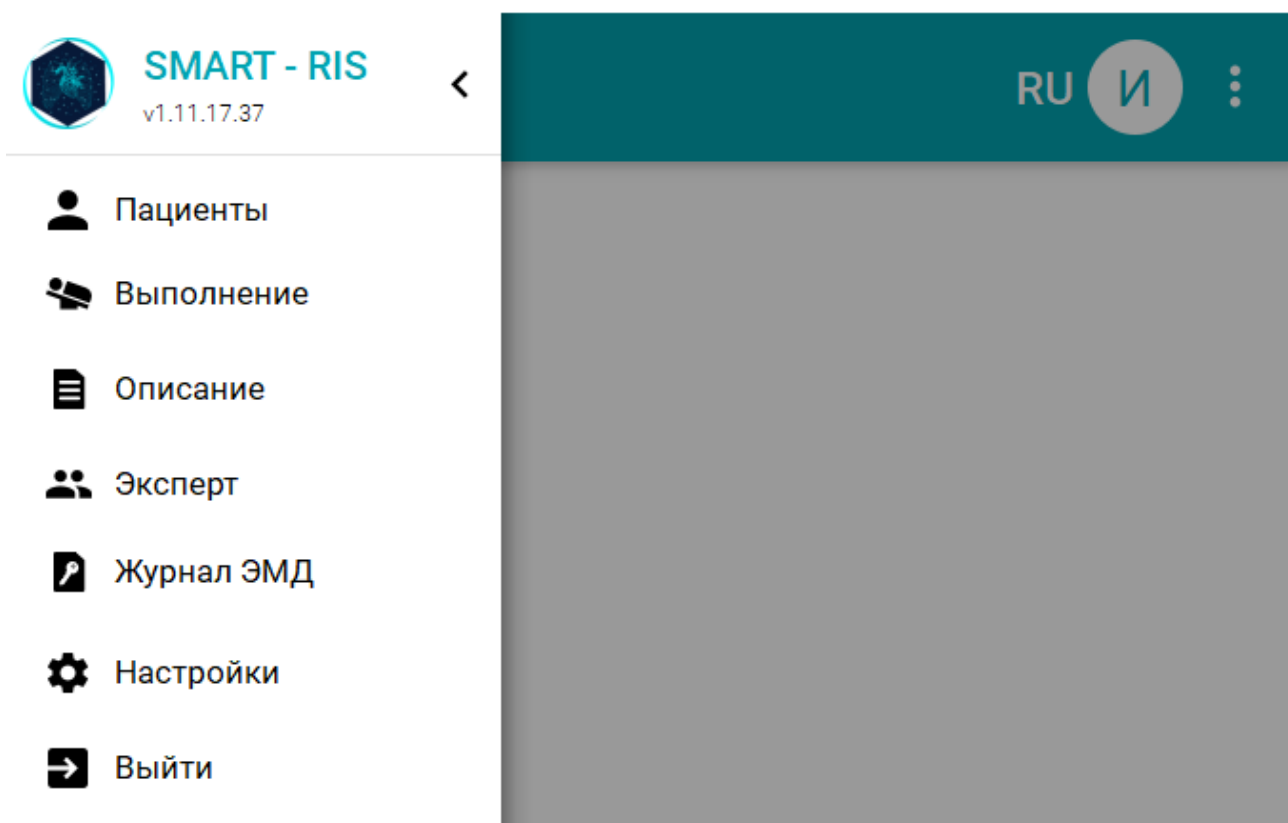 SMART - RIS
v1.11.17.37
RU И
Пациенты
Выполнение
Описание
Эксперт
Журнал ЭМД
Настройки
Выйти